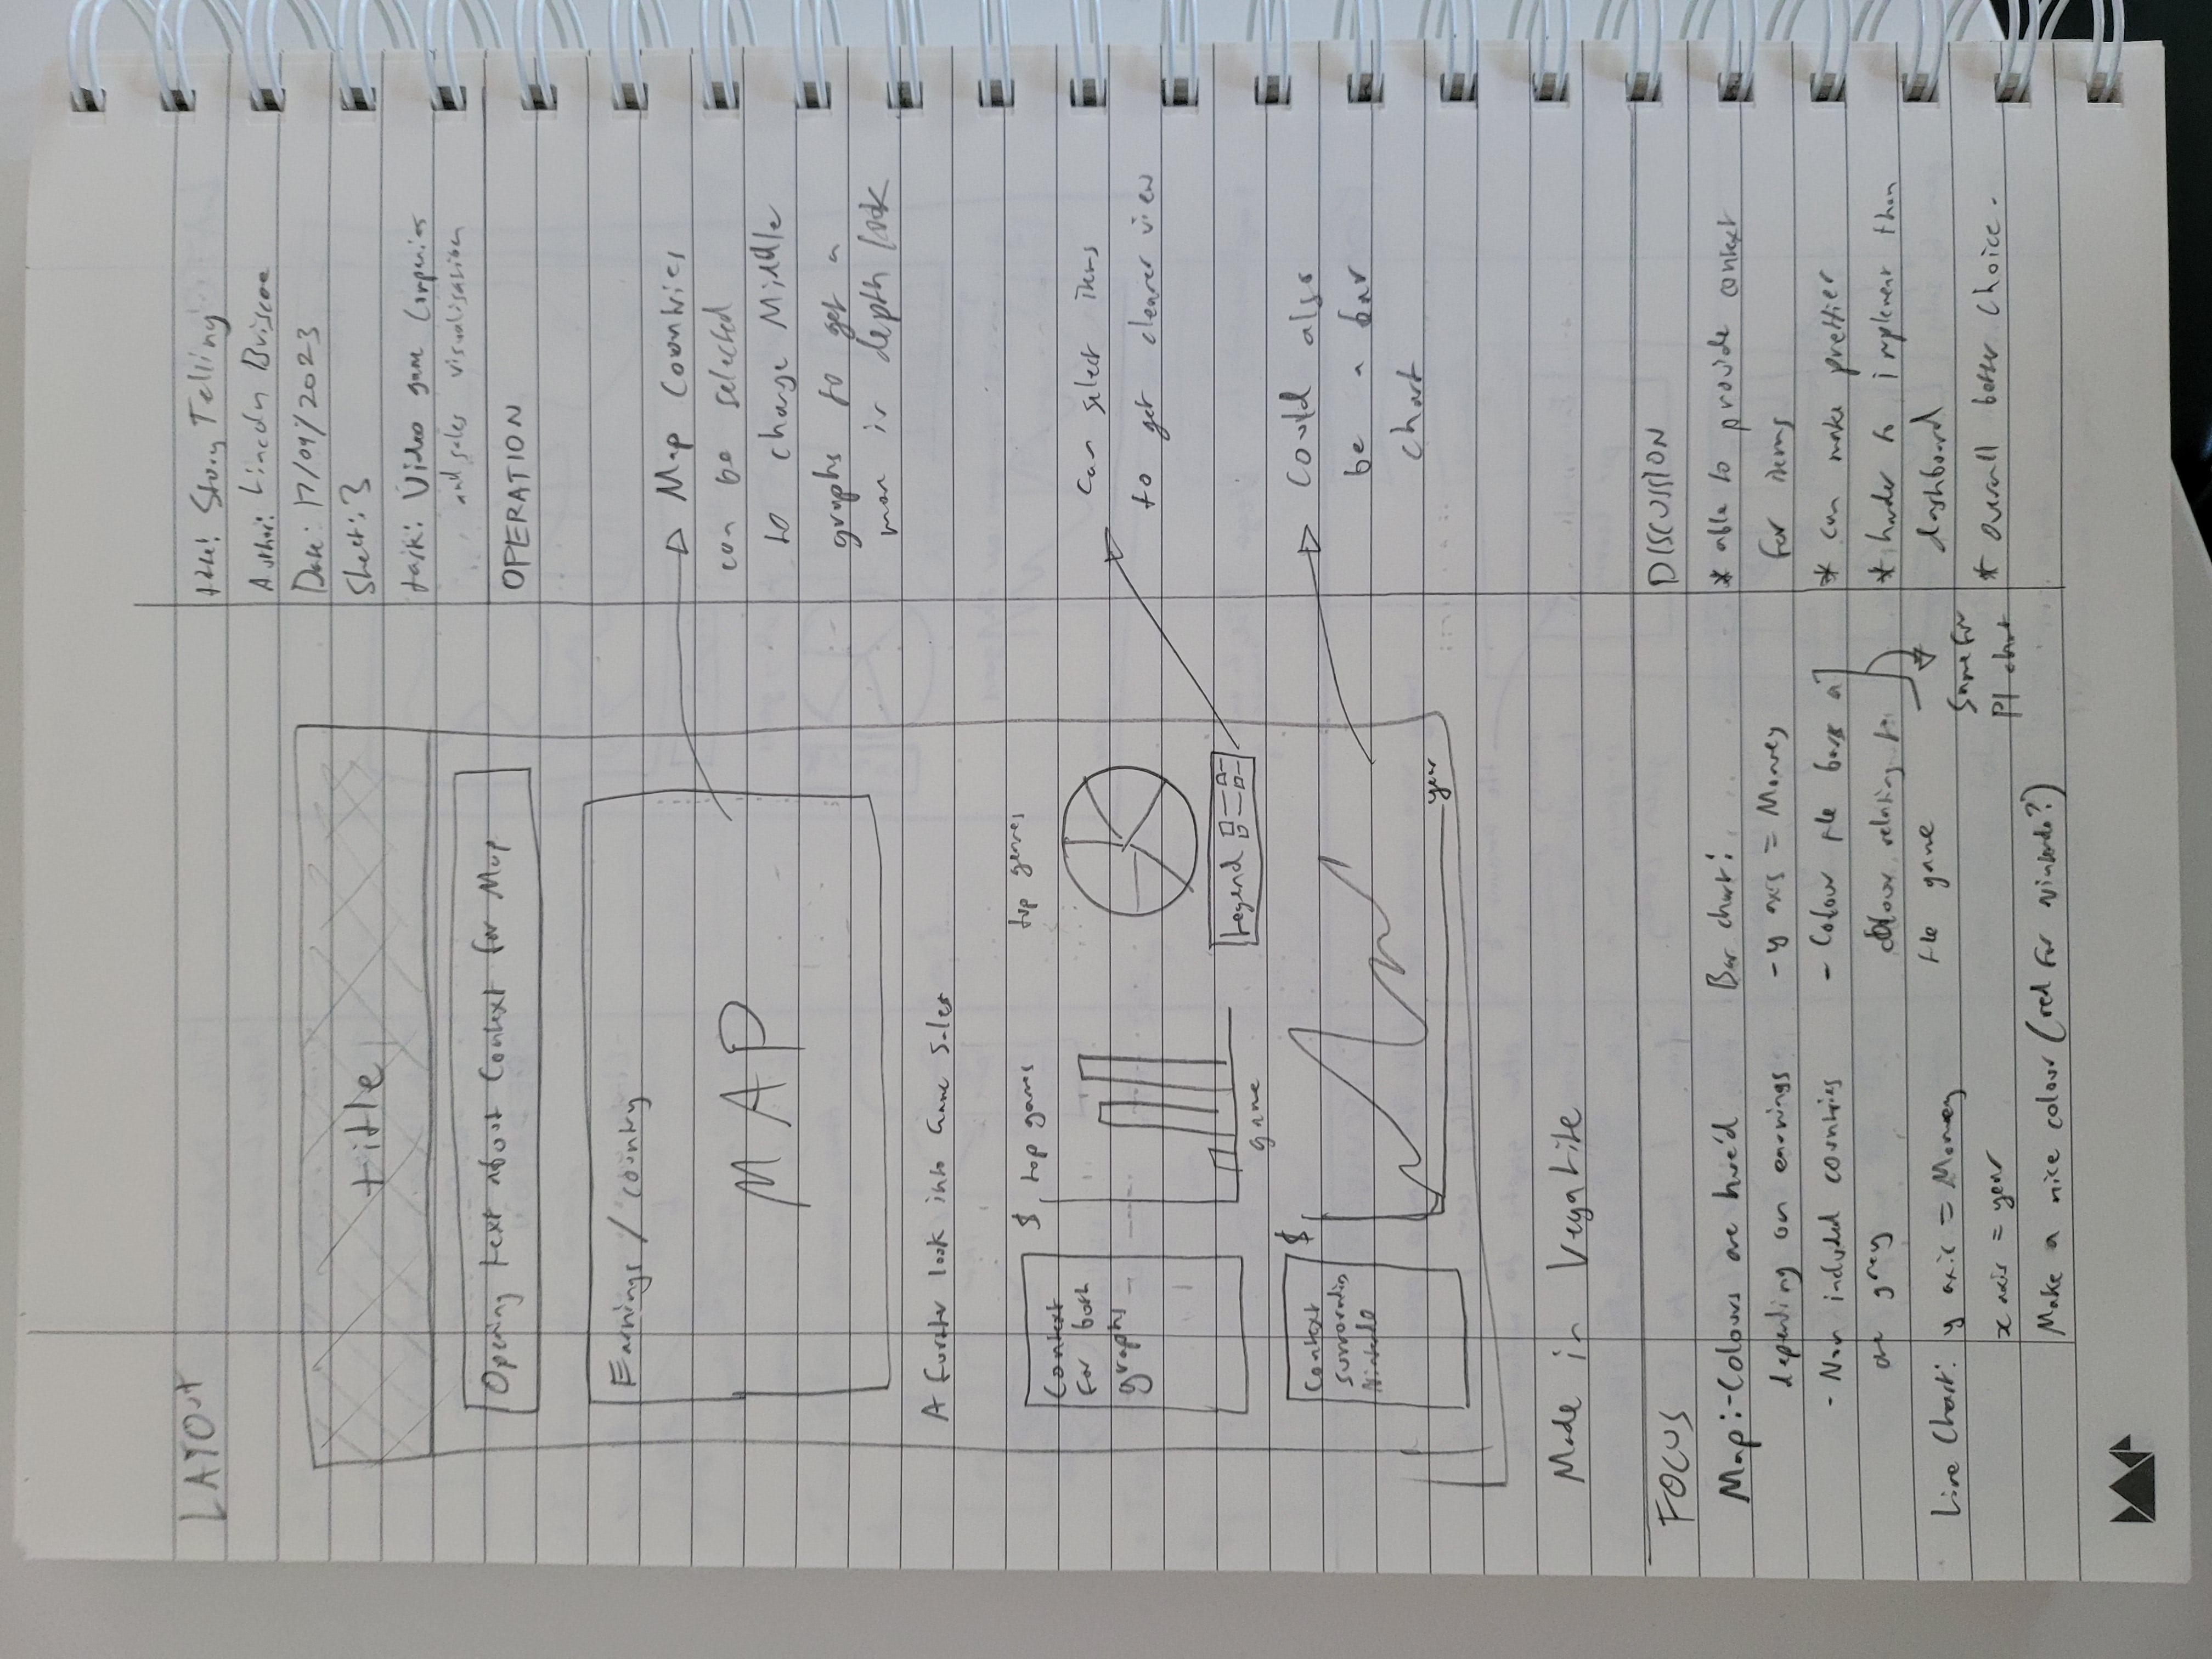 LAYOUT
title
Opening text about Context for Map
Earnings / country
MAP
A further look into Game Sales
Context
for both
graphs
$
top games
game
top genres
Legend
Context
surroundin
Nintendo
$
year
Made in VegaLite
title: Story Telling
Author: Lincoln Briscoe
Date: 17/09/2023
Sheet: 3
task: Video game Companies
and sales visualisation
OPERATION
Map Countries
can be selected
to change Middle
graphs to get a
more in depth look
Can select items
to get clearer view
Could also
be a bar
chart
FOCUS
Map: - Colours are hue'd
depending on earnings
- Non included countries
are grey
Line Chart: y axis = Money
x axis = year
Make a nice colour (red for Nintendo?)
Bar chart:
- y axis = Money
- Colour the bars a
colour relating to
the game
Same for
PI chart
DISCUSSION
* able to provide context
for items
* can make prettier
* harder to implement than
dashboard
* overall better choice.